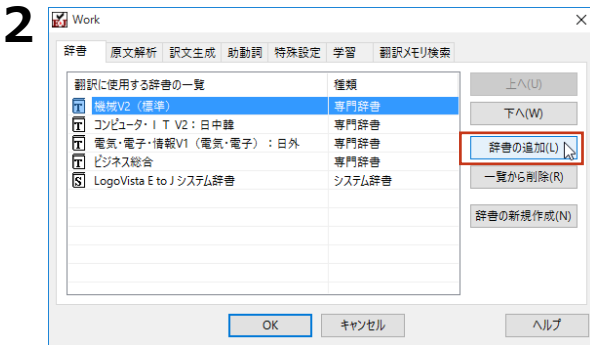 2
Work
辞書 原文解析 訳文生成 助動詞 特殊設定 学習 翻訳メモリ検索
翻訳に使用する辞書の一覧 種類
機械V2（標準） 専門辞書
コンピュータ・ＩＴ V2：日中韓 専門辞書
電気・電子・情報V1（電気・電子）：日外 専門辞書
ビジネス総合 専門辞書
LogoVista E to J システム辞書 システム辞書
上へ(U)
下へ(W)
辞書の追加(L)
一覧から削除(R)
辞書の新規作成(N)
OK キャンセル ヘルプ